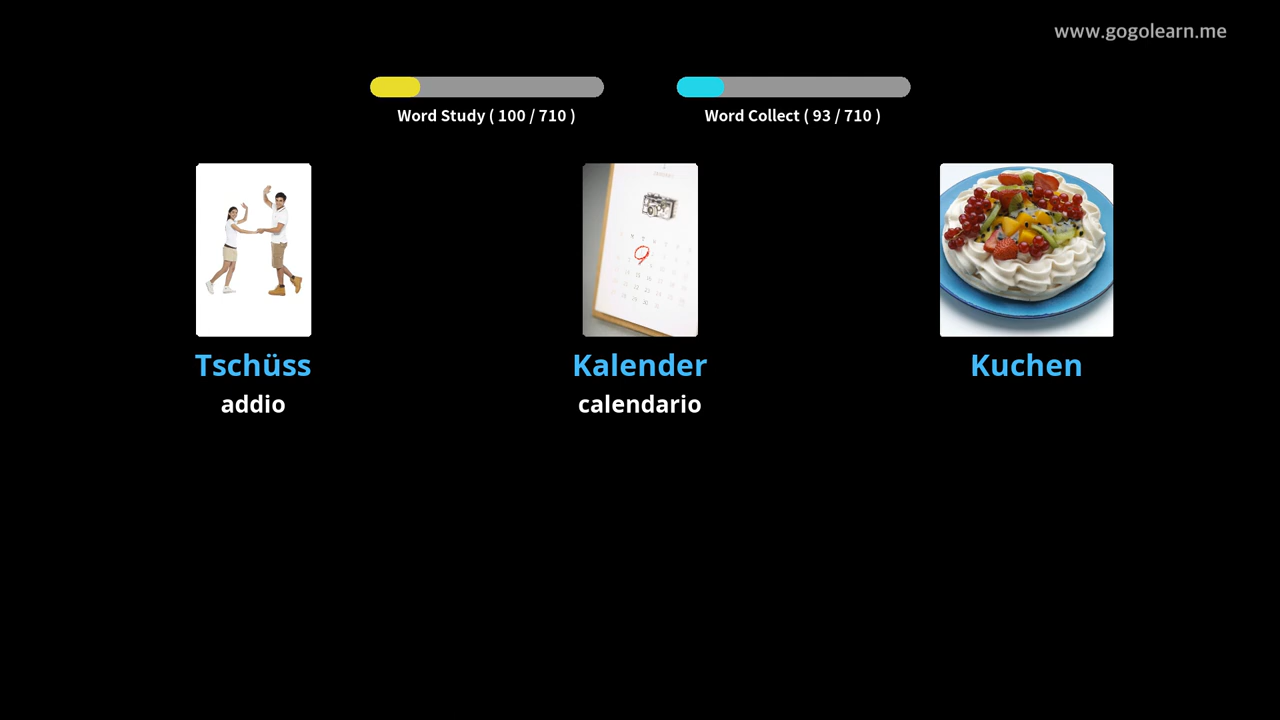 www.gogolearn.me
Word Study ( 100 / 710 )
Word Collect ( 93 / 710 )
Tschüss
Kalender
Kuchen
addio
calendario